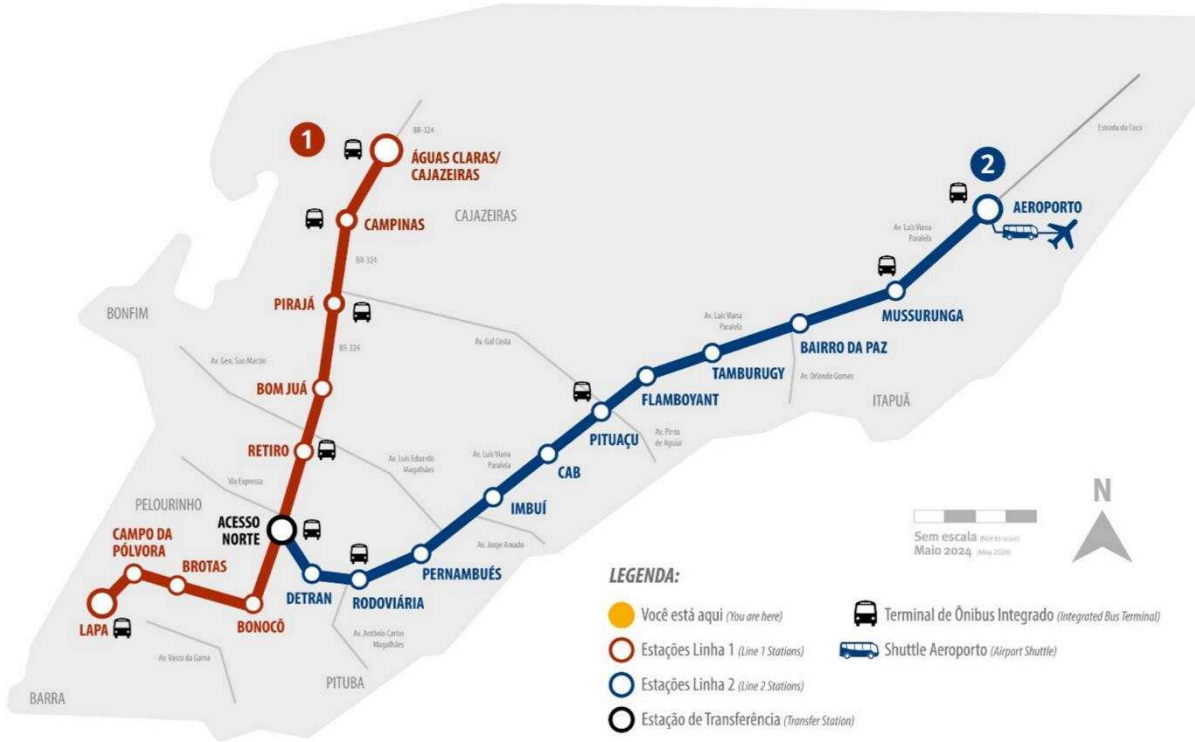 1
BR-324
ÁGUAS CLARAS/
CAJAZEIRAS
CAMPINAS
CAJAZEIRAS
BR-324
PIRAJÁ
BONFIM
BR-324
Av. Gen. San Martin
Av. Gal Costa
BOM JUÁ
RETIRO
Av. Luís Eduardo
Magalhães
Via Expressa
PELOURINHO
ACESSO
NORTE
CAMPO DA
PÓLVORA
BROTAS
LAPA
BONOCÔ
Av. Vasco da Gama
BARRA
2
Estrada do Coco
AEROPORTO
Av. Luís Viana
Paralela
MUSSURUNGA
BAIRRO DA PAZ
Av. Luís Viana
Paralela
TAMBURUGY
Av. Orlando Gomes
ITAPUÃ
FLAMBOYANT
PITUAÇU
Av. Pinto
de Aguiar
CAB
Av. Luís Viana
Paralela
IMBUÍ
Av. Jorge Amado
PERNAMBUÉS
RODOVIÁRIA
DETRAN
Av. Antônio Carlos
Magalhães
PITUBA
N
Sem escala (Not to scale)
Maio 2024 (May 2024)
LEGENDA:
Você está aqui (You are here)
Estações Linha 1 (Line 1 Stations)
Estações Linha 2 (Line 2 Stations)
Estação de Transferência (Transfer Station)
Terminal de Ônibus Integrado (Integrated Bus Terminal)
Shuttle Aeroporto (Airport Shuttle)